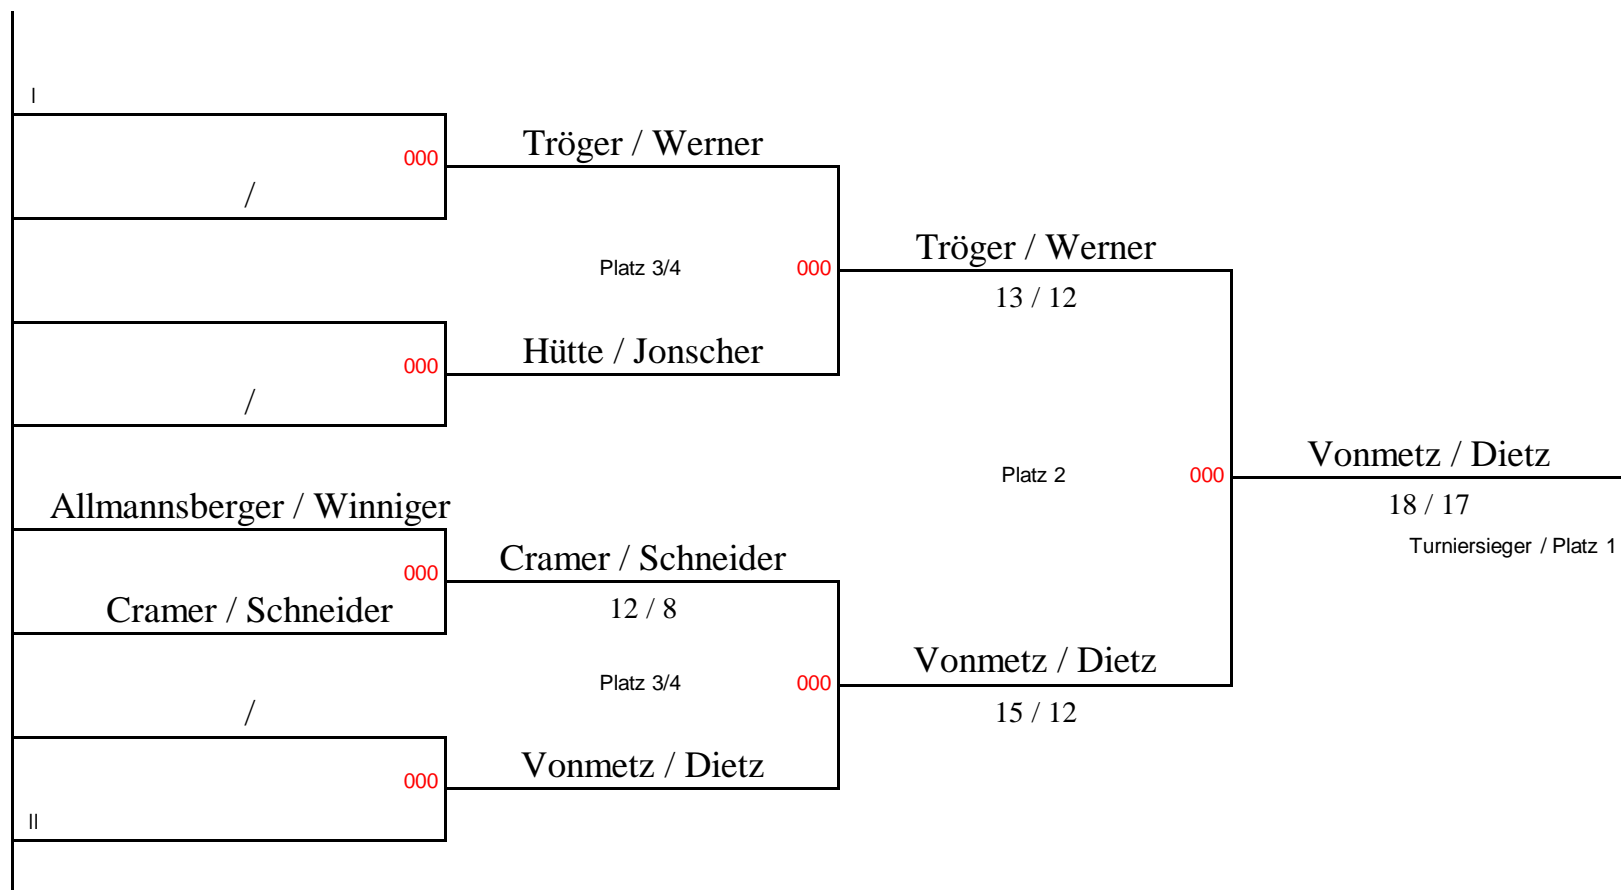 I
000
Tröger / Werner
/
Platz 3/4
000
Tröger / Werner
13 / 12
000
Hütte / Jonscher
/
Platz 2
000
Vonmetz / Dietz
18 / 17
Turniersieger / Platz 1
Allmannsberger / Winniger
000
Cramer / Schneider
Cramer / Schneider
12 / 8
Platz 3/4
000
Vonmetz / Dietz
15 / 12
/
000
Vonmetz / Dietz
II